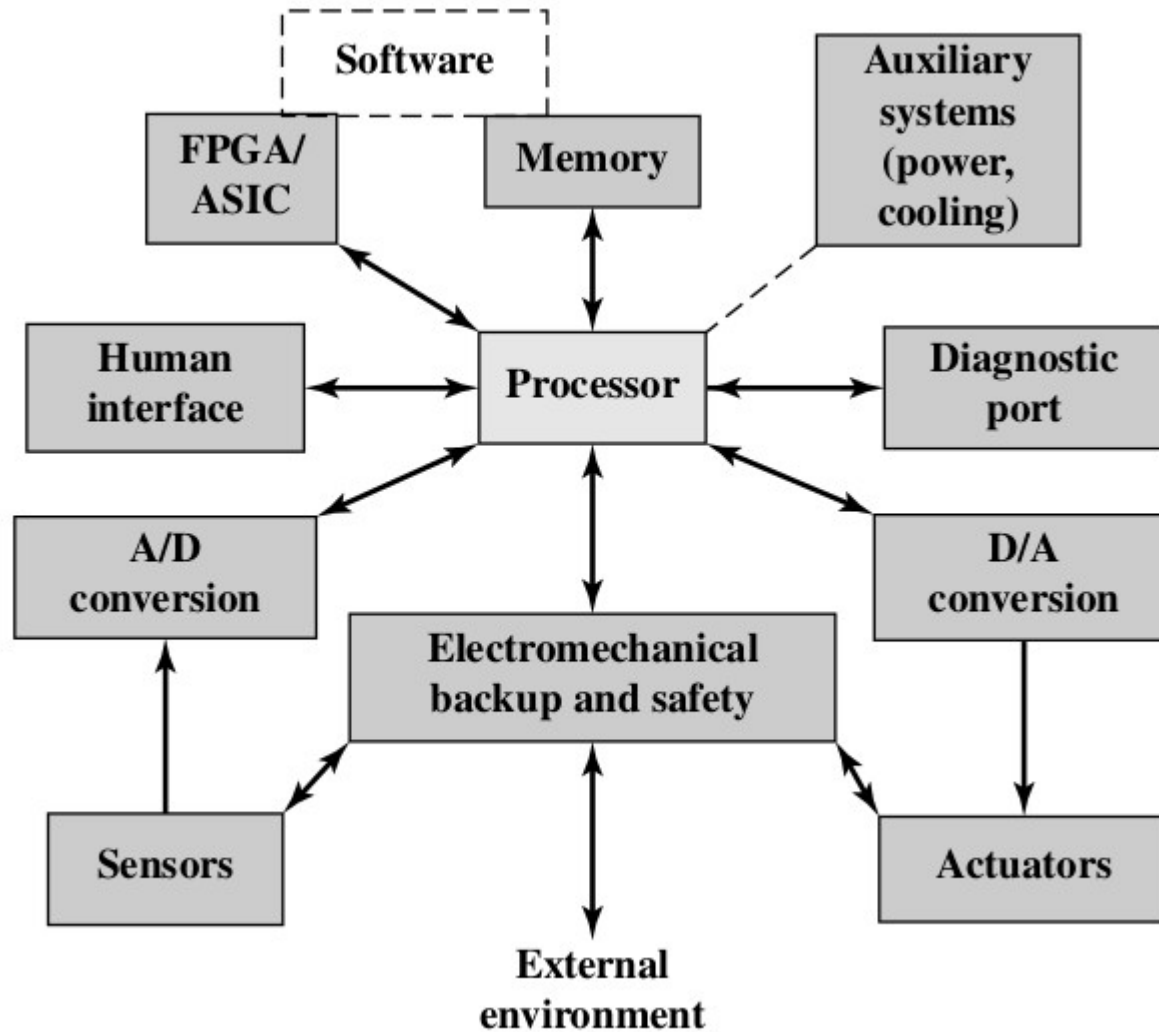 Software
Auxiliary
systems
(power,
cooling)
FPGA/
ASIC
Memory
Human
interface
Processor
Diagnostic
port
A/D
conversion
D/A
conversion
Electromechanical
backup and safety
Sensors
Actuators
External
environment